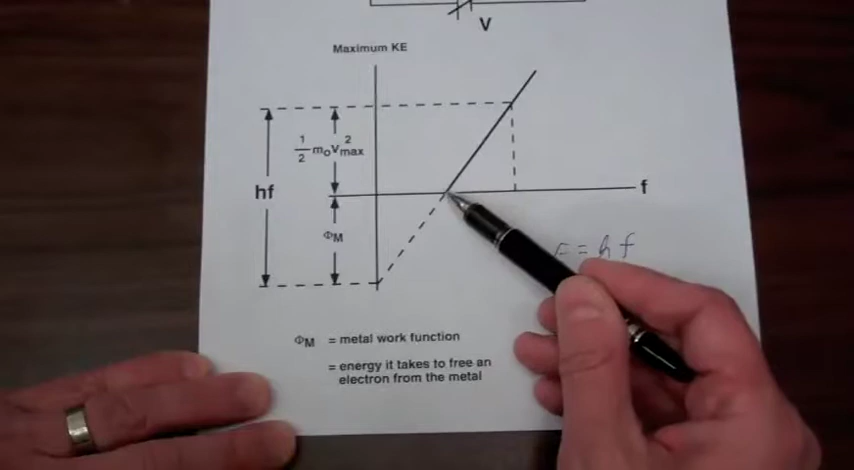 V
Maximum KE
1/2 m₀v²max
hf
f
ΦM
E = hf
ΦM = metal work function
= energy it takes to free an
electron from the metal